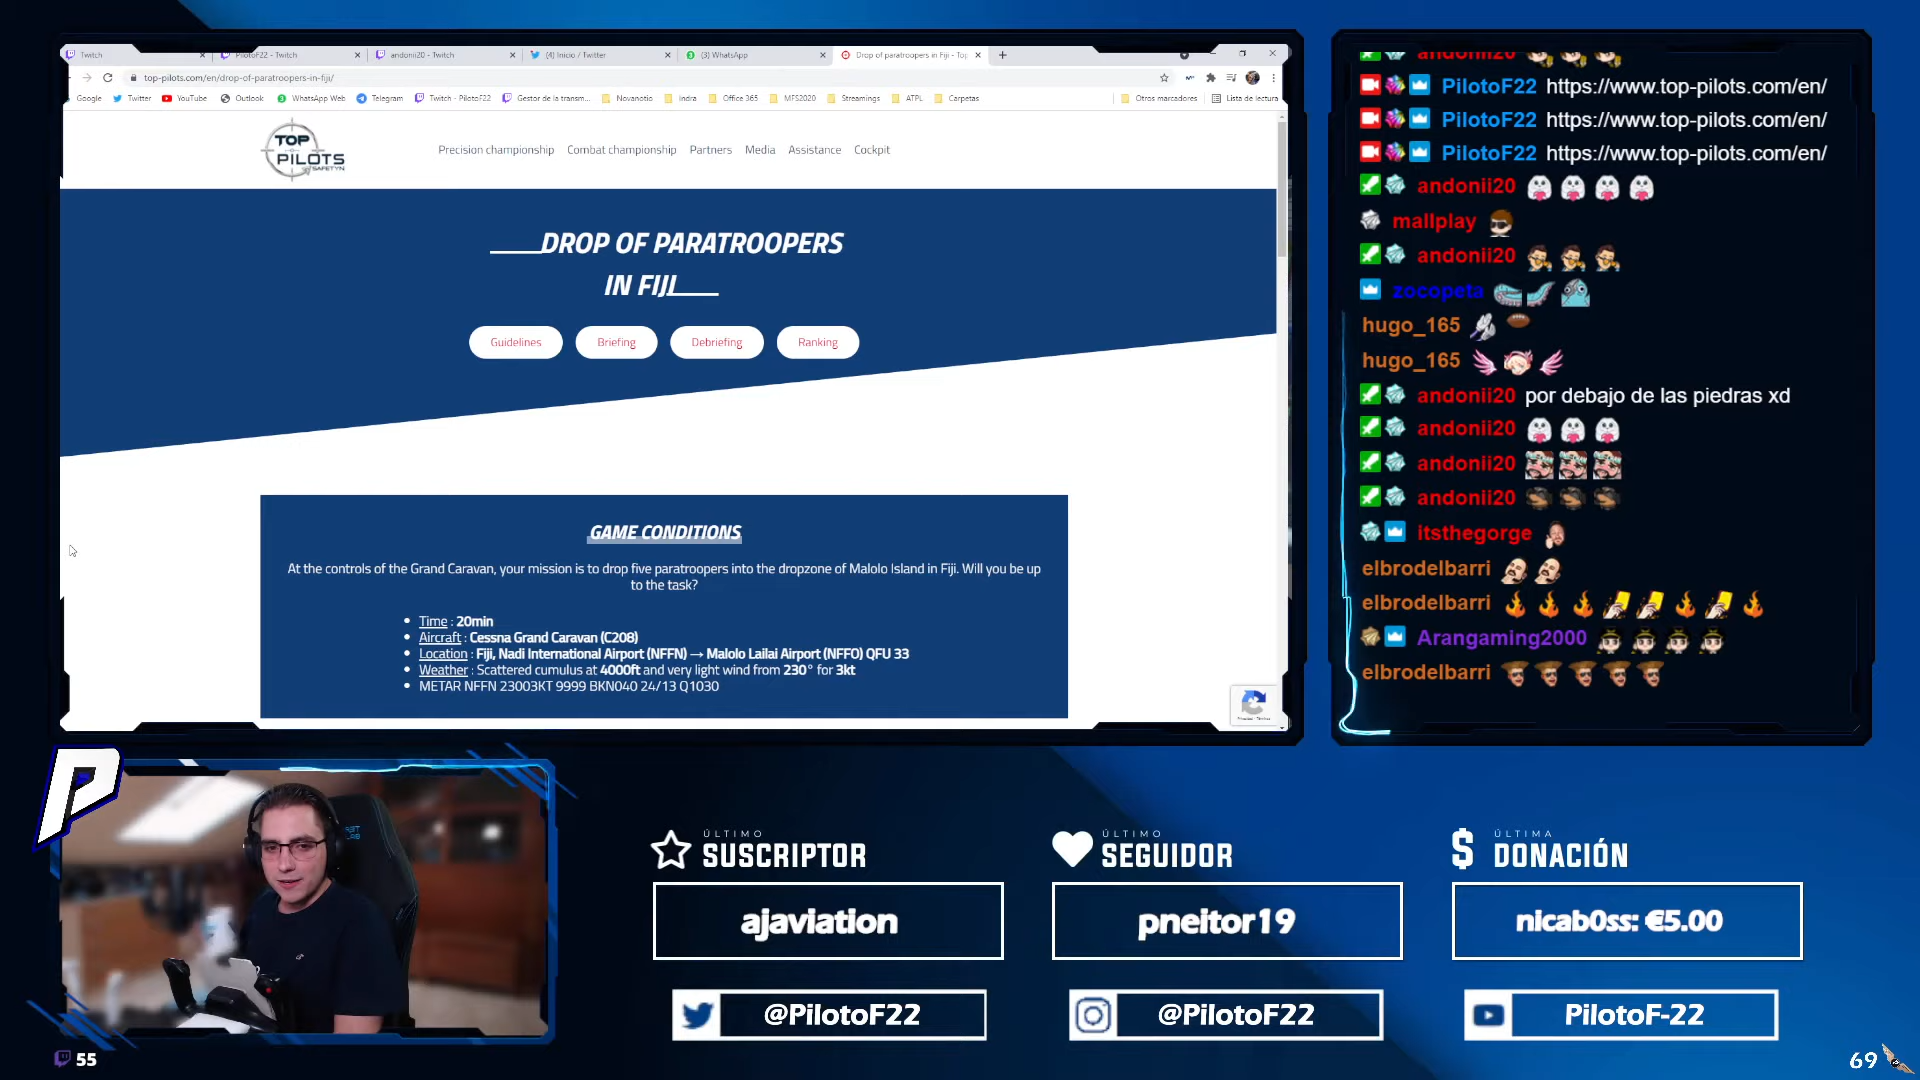 Twitch
PilotoF22 - Twitch
andonii20 - Twitch
(4) Inicio / Twitter
(3) WhatsApp
Drop of paratroopers in Fiji - Top
top-pilots.com/en/drop-of-paratroopers-in-fiji/
Google Twitter YouTube Outlook WhatsApp Web Telegram Twitch - PilotoF22 Gestor de la transm... Novanotio Indra Office 365 MFS2020 Streamings ATPL Carpetas Otros marcadores Lista de lectura
TOP PILOTS
Precision championship Combat championship Partners Media Assistance Cockpit
DROP OF PARATROOPERS
IN FIJI
Guidelines Briefing Debriefing Ranking
GAME CONDITIONS
At the controls of the Grand Caravan, your mission is to drop five paratroopers into the dropzone of Malolo Island in Fiji. Will you be up
to the task?
Time : 20min
Aircraft : Cessna Grand Caravan (C208)
Location : Fiji, Nadi International Airport (NFFN) → Malolo Lailai Airport (NFFO) QFU 33
Weather : Scattered cumulus at 4000ft and very light wind from 230° for 3kt
METAR NFFN 23003KT 9999 BKN040 24/13 Q1030
andonii20
PilotoF22 https://www.top-pilots.com/en/
PilotoF22 https://www.top-pilots.com/en/
PilotoF22 https://www.top-pilots.com/en/
andonii20
mallplay
andonii20
zocopeta
hugo_165
hugo_165
andonii20 por debajo de las piedras xd
andonii20
andonii20
andonii20
itsthegorge
elbrodelbarri
elbrodelbarri
Arangaming2000
elbrodelbarri
P
ÚLTIMO
SUSCRIPTOR
ajaviation
ÚLTIMO
SEGUIDOR
pneitor19
ÚLTIMA
DONACIÓN
nicab0ss: €5.00
@PilotoF22
@PilotoF22
PilotoF-22
55
69